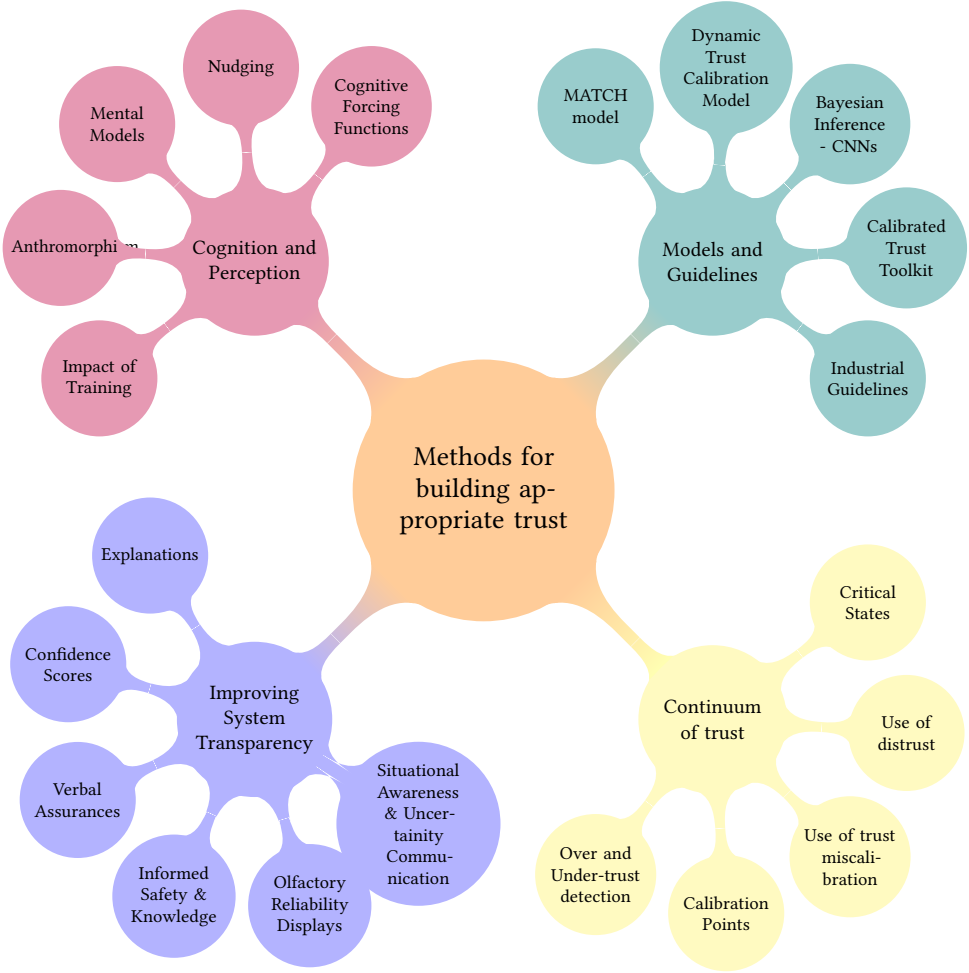 Nudging
Cognitive
Forcing
Functions
Mental
Models
Anthromorphism
Impact of
Training
Cognition and
Perception
MATCH
model
Dynamic
Trust
Calibration
Model
Bayesian
Inference
- CNNs
Calibrated
Trust
Toolkit
Industrial
Guidelines
Models and
Guidelines
Methods for
building ap-
propriate trust
Explanations
Confidence
Scores
Verbal
Assurances
Informed
Safety &
Knowledge
Olfactory
Reliability
Displays
Situational
Awareness
& Uncer-
tainity
Commu-
nication
Improving
System
Transparency
Critical
States
Use of
distrust
Use of trust
miscali-
bration
Calibration
Points
Over and
Under-trust
detection
Continuum
of trust